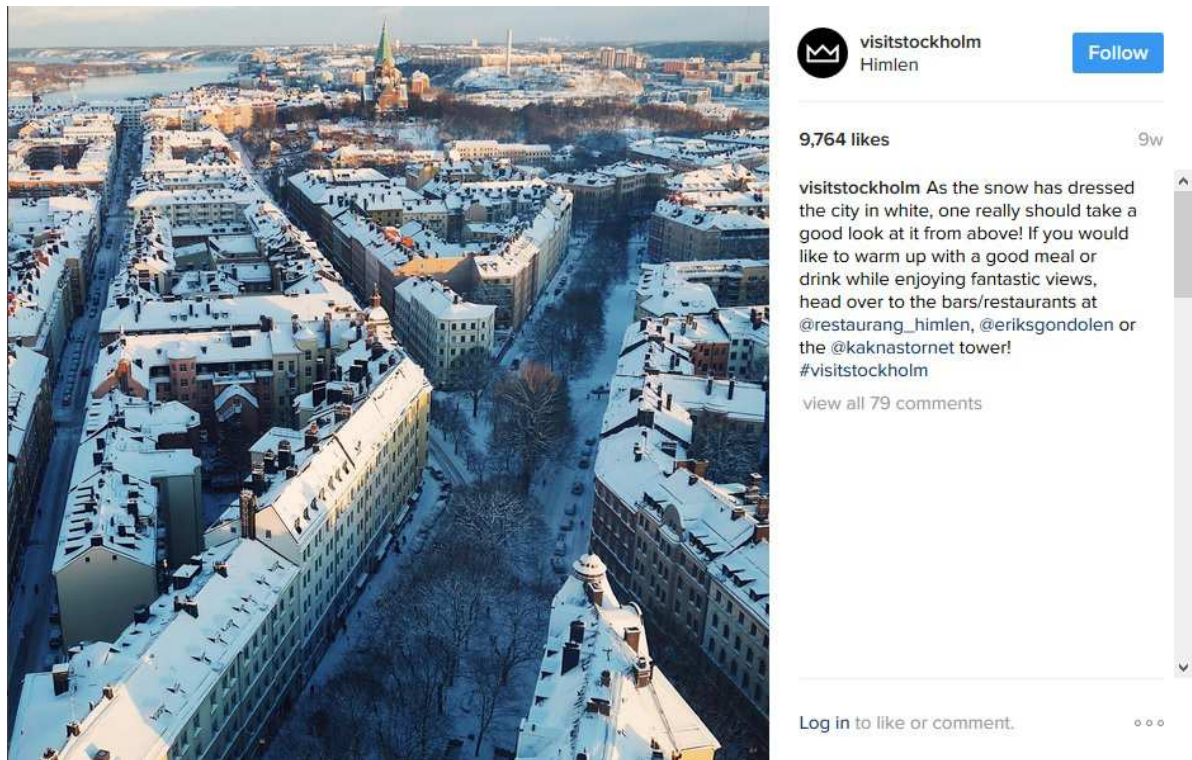 visitstockholm
Himlen
Follow
9,764 likes
9w
visitstockholm As the snow has dressed
the city in white, one really should take a
good look at it from above! If you would
like to warm up with a good meal or
drink while enjoying fantastic views,
head over to the bars/restaurants at
@restaurang_himlen, @eriksgondolen or
the @kaknastornet tower!
#visitstockholm
view all 79 comments
Log in to like or comment.